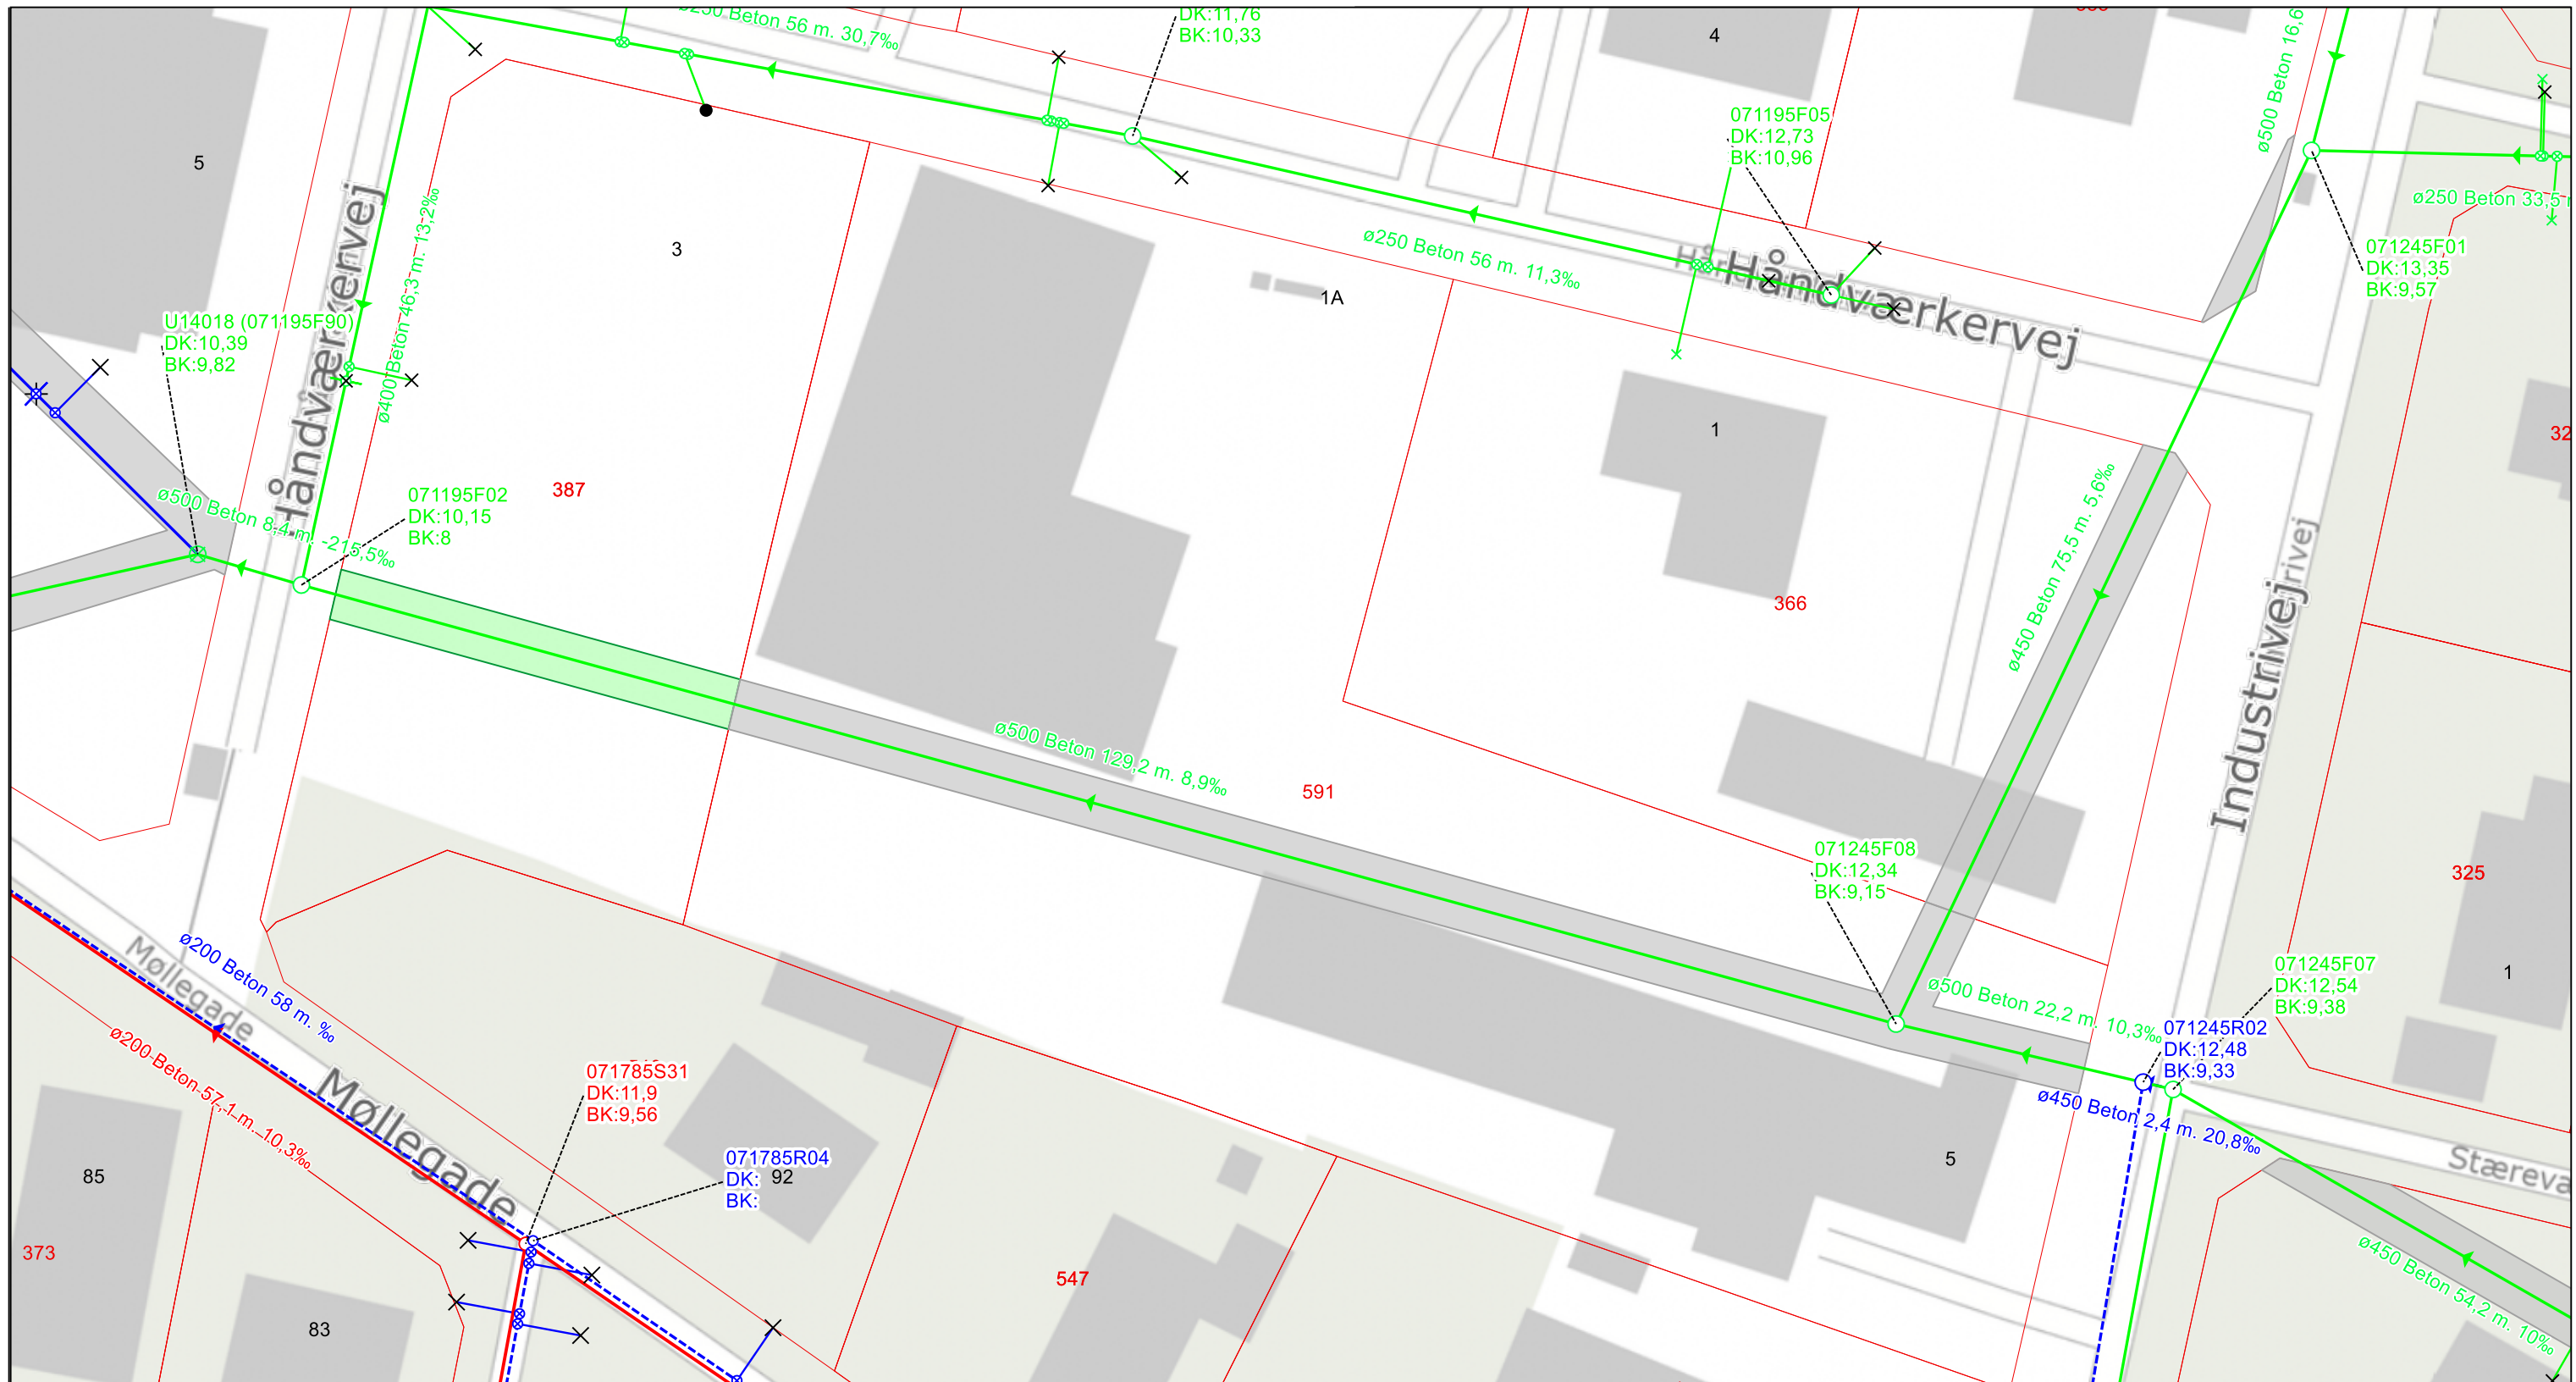 ø250 Beton 56 m. 30,7‰
DK:11,76
BK:10,33
4
ø500 Beton 16,6
5
071195F05
DK:12,73
BK:10,96
ø250 Beton 33,5
Håndværkervej
3
ø400 Beton 46,3 m. 13,2‰
ø250 Beton 56 m. 11,3‰
Håndværkervej
071245F01
DK:13,35
BK:9,57
1A
U14018 (071195F90)
DK:10,39
BK:9,82
1
32
387
071195F02
DK:10,15
BK:8
ø500 Beton 8,4 m. -215,5‰
ø450 Beton 75,5 m. 5,6‰
366
Industrivej
rivej
ø500 Beton 129,2 m. 8,9‰
591
071245F08
DK:12,34
BK:9,15
325
1
ø200 Beton 58 m. ‰
Møllegade
ø200 Beton 57,1 m. 10,3‰
Møllegade
ø500 Beton 22,2 m. 10,3‰
071245F07
DK:12,54
BK:9,38
071245R02
DK:12,48
BK:9,33
ø450 Beton 2,4 m. 20,8‰
071785S31
DK:11,9
BK:9,56
071785R04
DK:
BK:
92
5
Stæreva
85
373
547
83
ø450 Beton 54,2 m. 10‰